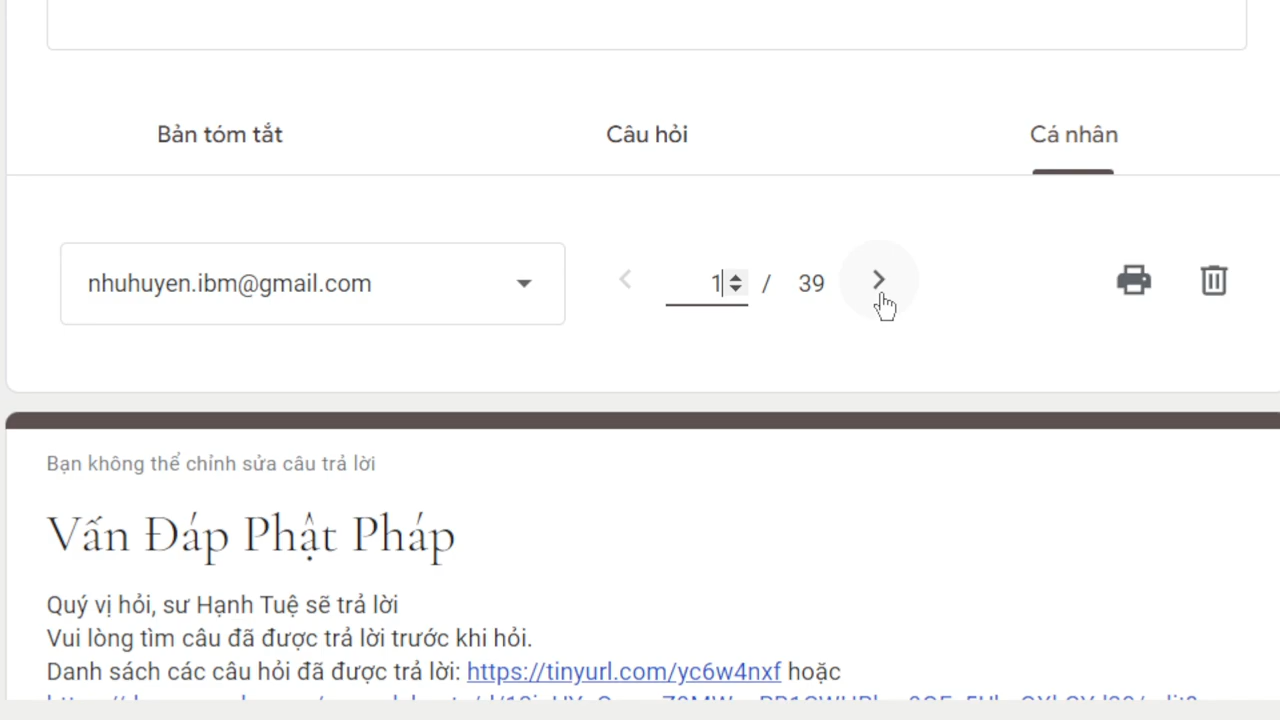 Bản tóm tắt Câu hỏi Cá nhân
nhuhuyen.ibm@gmail.com 1 / 39
Bạn không thể chỉnh sửa câu trả lời
Vấn Đáp Phật Pháp
Quý vị hỏi, sư Hạnh Tuệ sẽ trả lời
Vui lòng tìm câu đã được trả lời trước khi hỏi.
Danh sách các câu hỏi đã được trả lời: https://tinyurl.com/yc6w4nxf hoặc